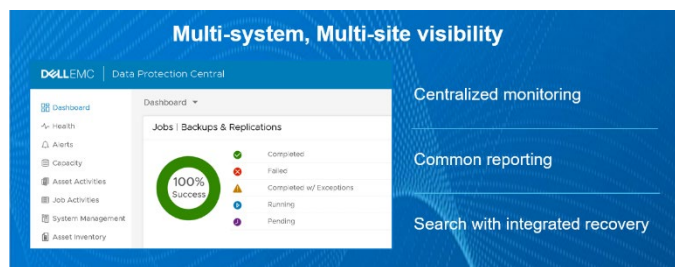 Multi-system, Multi-site visibility
DELLEMC Data Protection Central
Dashboard
Health
Alerts
Capacity
Asset Activities
Job Activities
System Management
Asset Inventory
Dashboard
Jobs | Backups & Replications
100%
Success
Completed
Failed
Completed w/ Exceptions
Running
Pending
Centralized monitoring
Common reporting
Search with integrated recovery